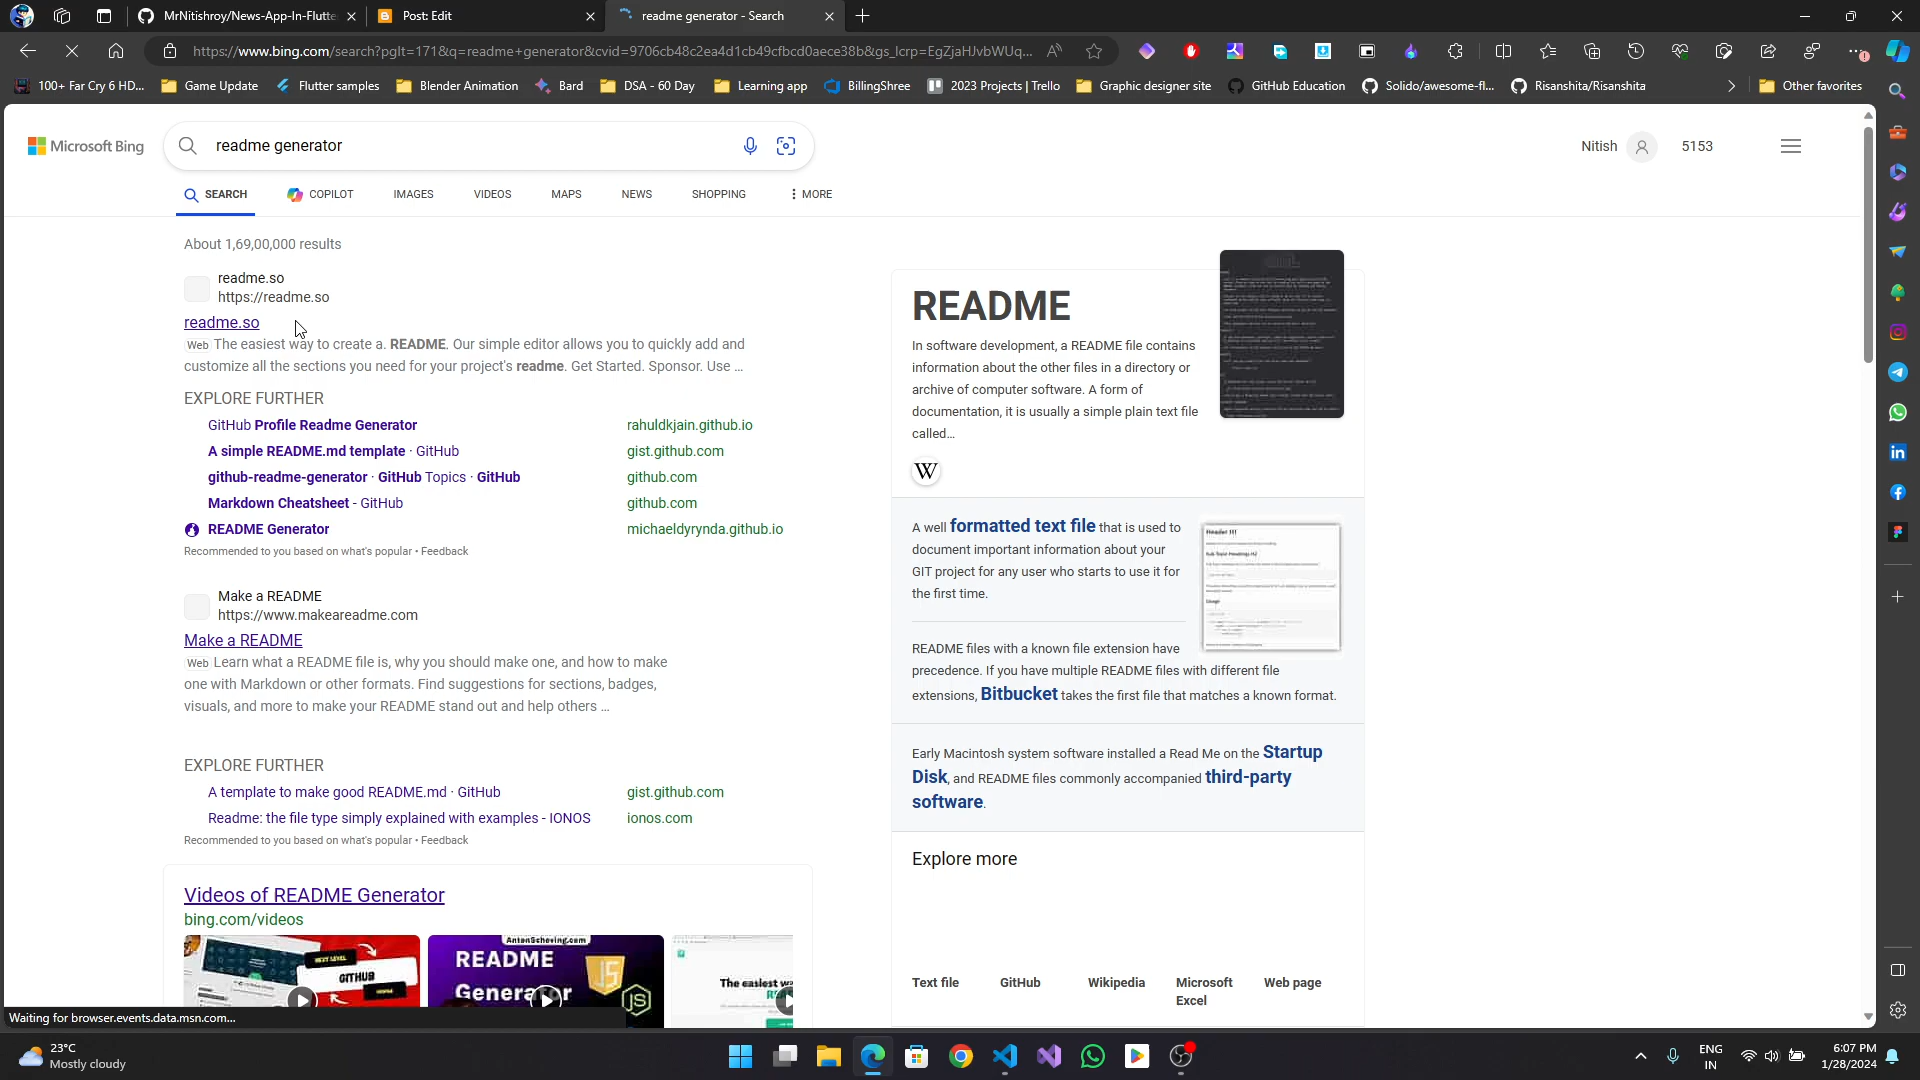 MrNitishroy/News-App-In-Flutte
Post: Edit
readme generator - Search
https://www.bing.com/search?pglt=171&q=readme+generator&cvid=9706cb48c2ea4d1cb49cfbcd0aece38b&gs_lcrp=EgZjaHJvbWUq...
100+ Far Cry 6 HD...
Game Update
Flutter samples
Blender Animation
Bard
DSA - 60 Day
Learning app
BillingShree
2023 Projects | Trello
Graphic designer site
GitHub Education
Solido/awesome-fl...
Risanshita/Risanshita
Other favorites
Microsoft Bing
readme generator
Nitish
5153
SEARCH
COPILOT
IMAGES
VIDEOS
MAPS
NEWS
SHOPPING
MORE
About 1,69,00,000 results
readme.so
https://readme.so
readme.so
Web The easiest way to create a. README. Our simple editor allows you to quickly add and
customize all the sections you need for your project's readme. Get Started. Sponsor. Use ...
EXPLORE FURTHER
GitHub Profile Readme Generator
rahuldkjain.github.io
A simple README.md template · GitHub
gist.github.com
github-readme-generator · GitHub Topics · GitHub
github.com
Markdown Cheatsheet - GitHub
github.com
README Generator
michaeldyrynda.github.io
Recommended to you based on what's popular • Feedback
Make a README
https://www.makeareadme.com
Make a README
Web Learn what a README file is, why you should make one, and how to make
one with Markdown or other formats. Find suggestions for sections, badges,
visuals, and more to make your README stand out and help others ...
EXPLORE FURTHER
A template to make good README.md · GitHub
gist.github.com
Readme: the file type simply explained with examples - IONOS
ionos.com
Recommended to you based on what's popular • Feedback
Videos of README Generator
bing.com/videos
NEXT LEVEL
GITHUB
AntonSchoving.com
README
Generator
JS
JS
The easiest wa
README
In software development, a README file contains
information about the other files in a directory or
archive of computer software. A form of
documentation, it is usually a simple plain text file
called...
W
A well formatted text file that is used to
document important information about your
GIT project for any user who starts to use it for
the first time.
Header !!!
README files with a known file extension have
precedence. If you have multiple README files with different file
extensions, Bitbucket takes the first file that matches a known format.
Early Macintosh system software installed a Read Me on the Startup
Disk, and README files commonly accompanied third-party
software.
Explore more
Text file
GitHub
Wikipedia
Microsoft
Excel
Web page
Waiting for browser.events.data.msn.com...
23°C
Mostly cloudy
ENG
IN
6:07 PM
1/28/2024